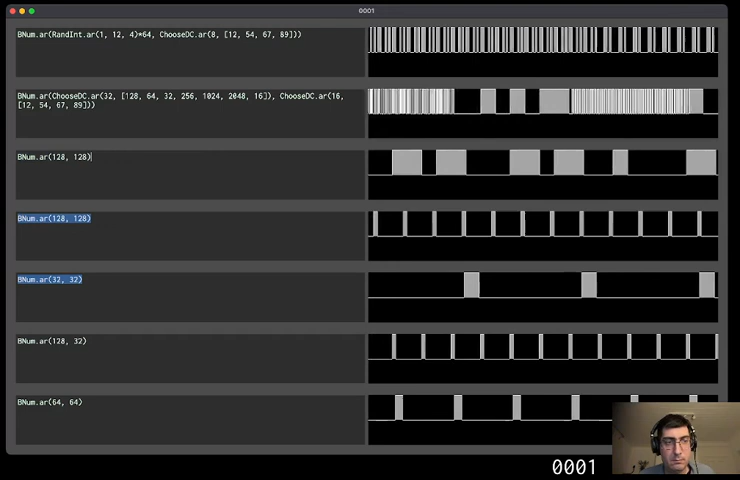 0001
BNum.ar(RandInt.ar(1, 12, 4)*64, ChooseDC.ar(8, [12, 54, 67, 89]))
BNum.ar(ChooseDC.ar(32, [128, 64, 32, 256, 1024, 2048, 16]), ChooseDC.ar(16,
[12, 54, 67, 89]))
BNum.ar(128, 128)
BNum.ar(128, 128)
BNum.ar(32, 32)
BNum.ar(128, 32)
BNum.ar(64, 64)
0001